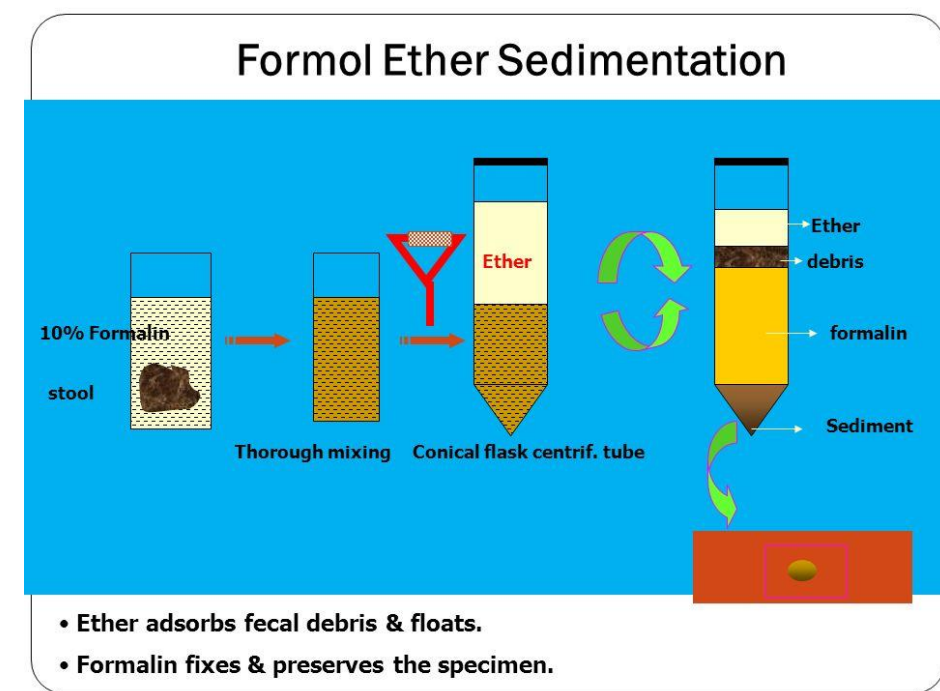 Formol Ether Sedimentation
Ether
Ether
debris
10% Formalin
formalin
stool
Sediment
Thorough mixing
Conical flask centrif. tube
• Ether adsorbs fecal debris & floats.
• Formalin fixes & preserves the specimen.